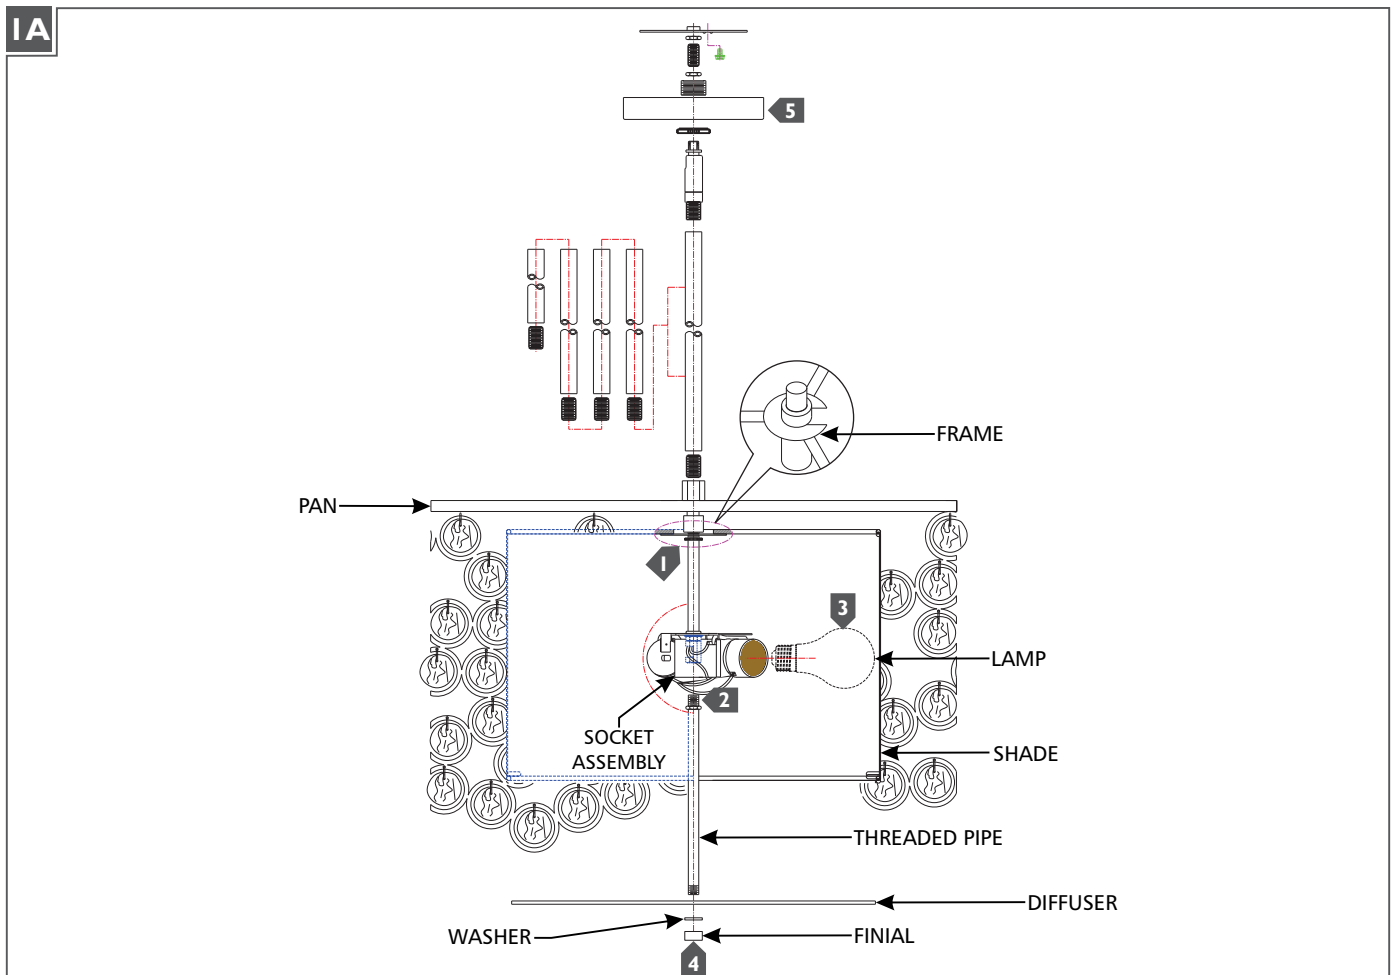 1A
5
FRAME
PAN
1
3
LAMP
2
SOCKET
ASSEMBLY
SHADE
THREADED PIPE
DIFFUSER
WASHER
FINIAL
4